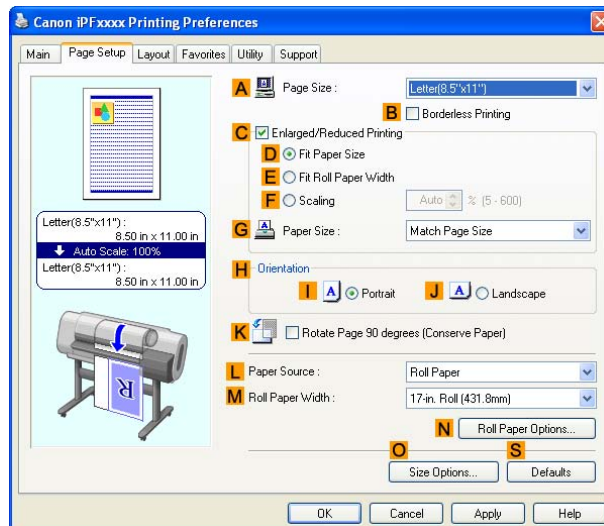 Canon iPFxxxx Printing Preferences
Main Page Setup Layout Favorites Utility Support
A Page Size : Letter(8.5"x11")
B Borderless Printing
C Enlarged/Reduced Printing
D Fit Paper Size
E Fit Roll Paper Width
F Scaling Auto % (5 - 600)
G Paper Size : Match Page Size
Letter(8.5"x11") :
8.50 in x 11.00 in
Auto Scale: 100%
Letter(8.5"x11") :
8.50 in x 11.00 in
H Orientation
I A Portrait J A Landscape
K Rotate Page 90 degrees (Conserve Paper)
R
L Paper Source : Roll Paper
M Roll Paper Width : 17-in. Roll (431.8mm)
N Roll Paper Options...
O S
Size Options... Defaults
OK Cancel Apply Help